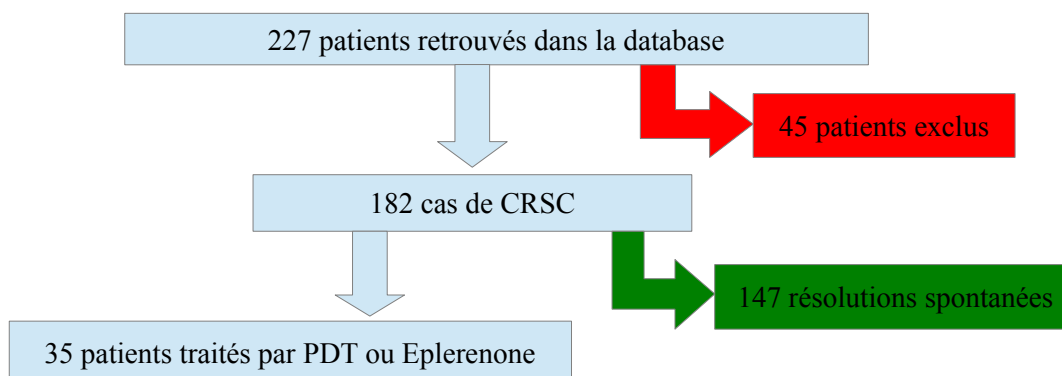 227 patients retrouvés dans la database
45 patients exclus
182 cas de CRSC
147 résolutions spontanées
35 patients traités par PDT ou Eplerenone